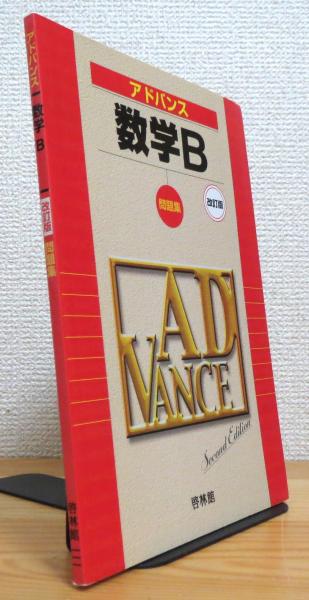 アドバンス
数学B
問題集
改訂版
AD
VANCE
Second Edition
啓林館
アドバンス 数学B 改訂版 問題集 啓林館